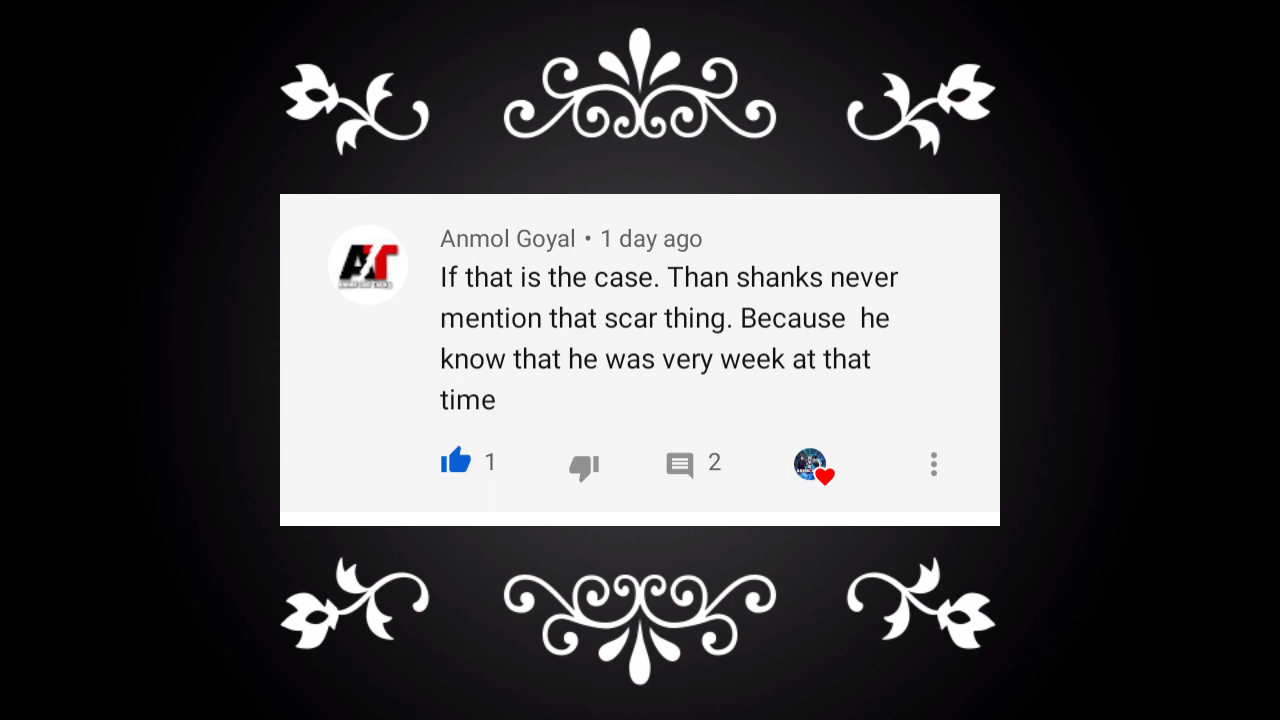 Anmol Goyal • 1 day ago
If that is the case. Than shanks never
mention that scar thing. Because  he
know that he was very week at that
time
1
2